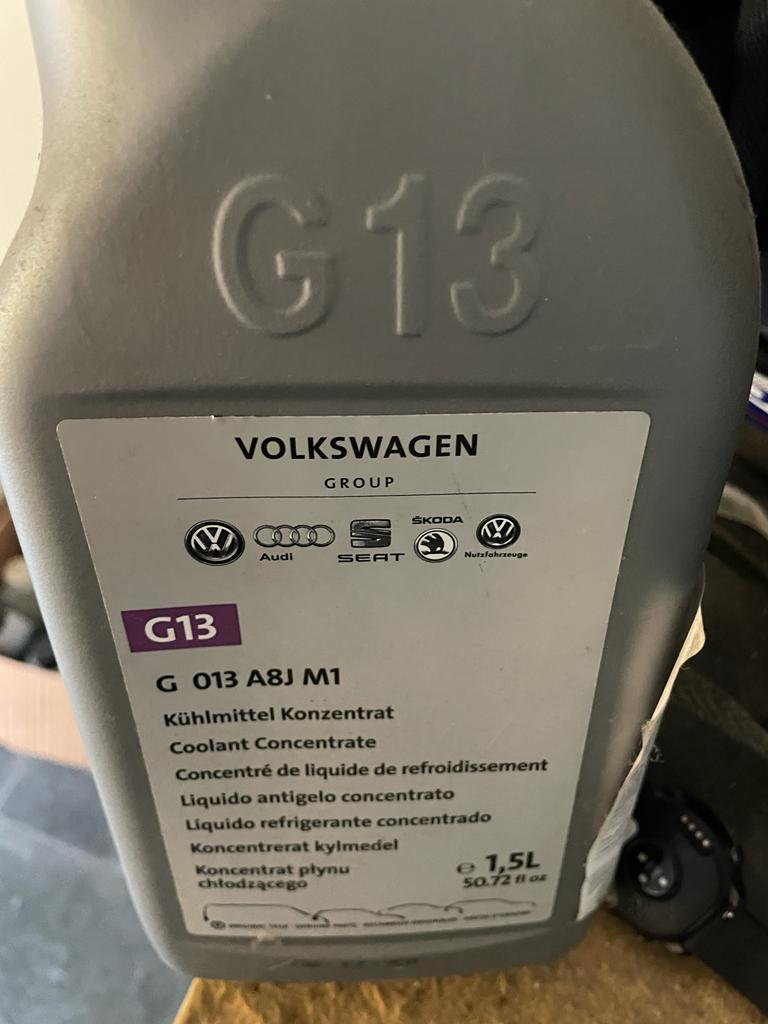 G13
VOLKSWAGEN
GROUP
Audi
SEAT
ŠKODA
Nutzfahrzeuge
G13
G 013 A8J M1
Kühlmittel Konzentrat
Coolant Concentrate
Concentré de liquide de refroidissement
Liquido antigelo concentrato
Líquido refrigerante concentrado
Koncentrerat kylmedel
Koncentrat płynu
chłodzącego
℮ 1,5L
50.72 fl oz